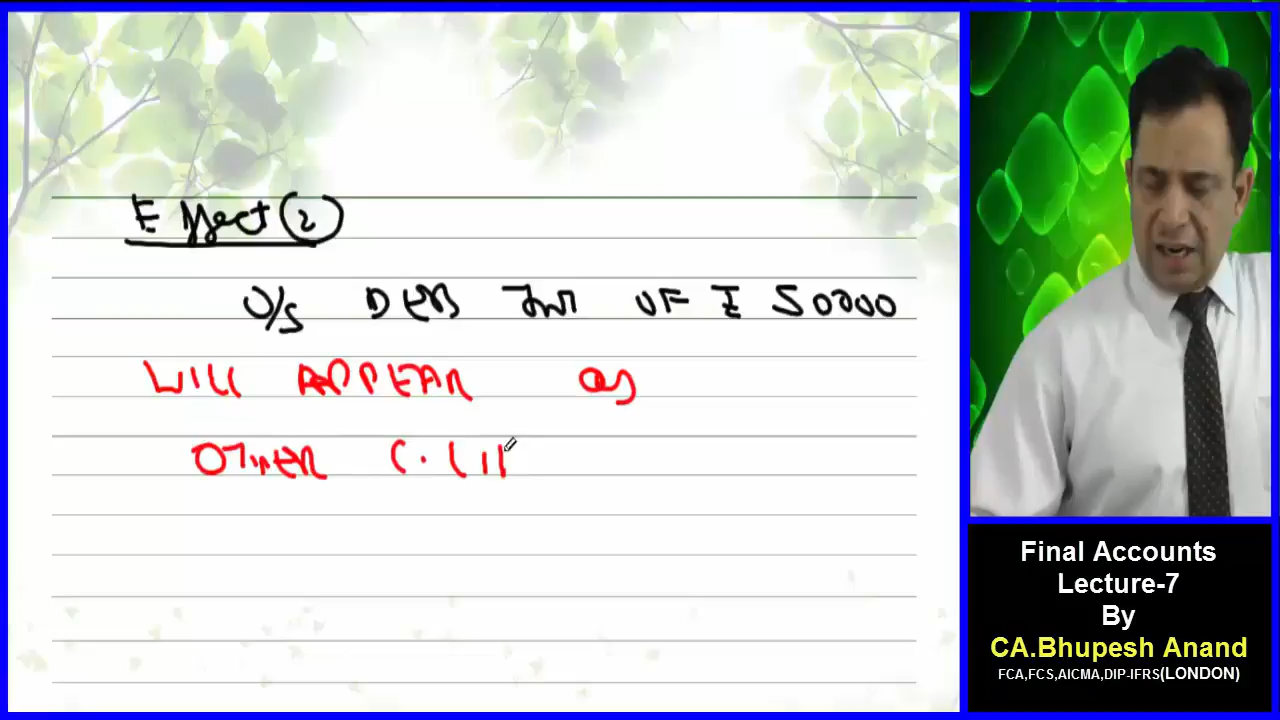 Effect (2)
O/S DEB Int OF ₹ 50000
WILL APPEAR as
OTHER C. LI
Final Accounts
Lecture-7
By
CA.Bhupesh Anand
FCA,FCS,AICMA,DIP-IFRS(LONDON)